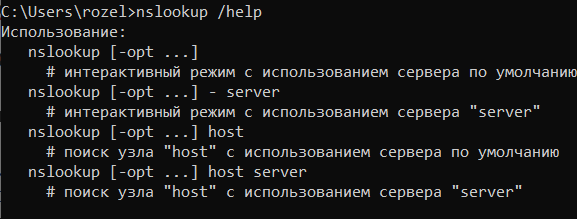 C:\Users\rozel>nslookup /help
Использование:
nslookup [-opt ...]
# интерактивный режим с использованием сервера по умолчанию
nslookup [-opt ...] - server
# интерактивный режим с использованием сервера "server"
nslookup [-opt ...] host
# поиск узла "host" с использованием сервера по умолчанию
nslookup [-opt ...] host server
# поиск узла "host" с использованием сервера "server"